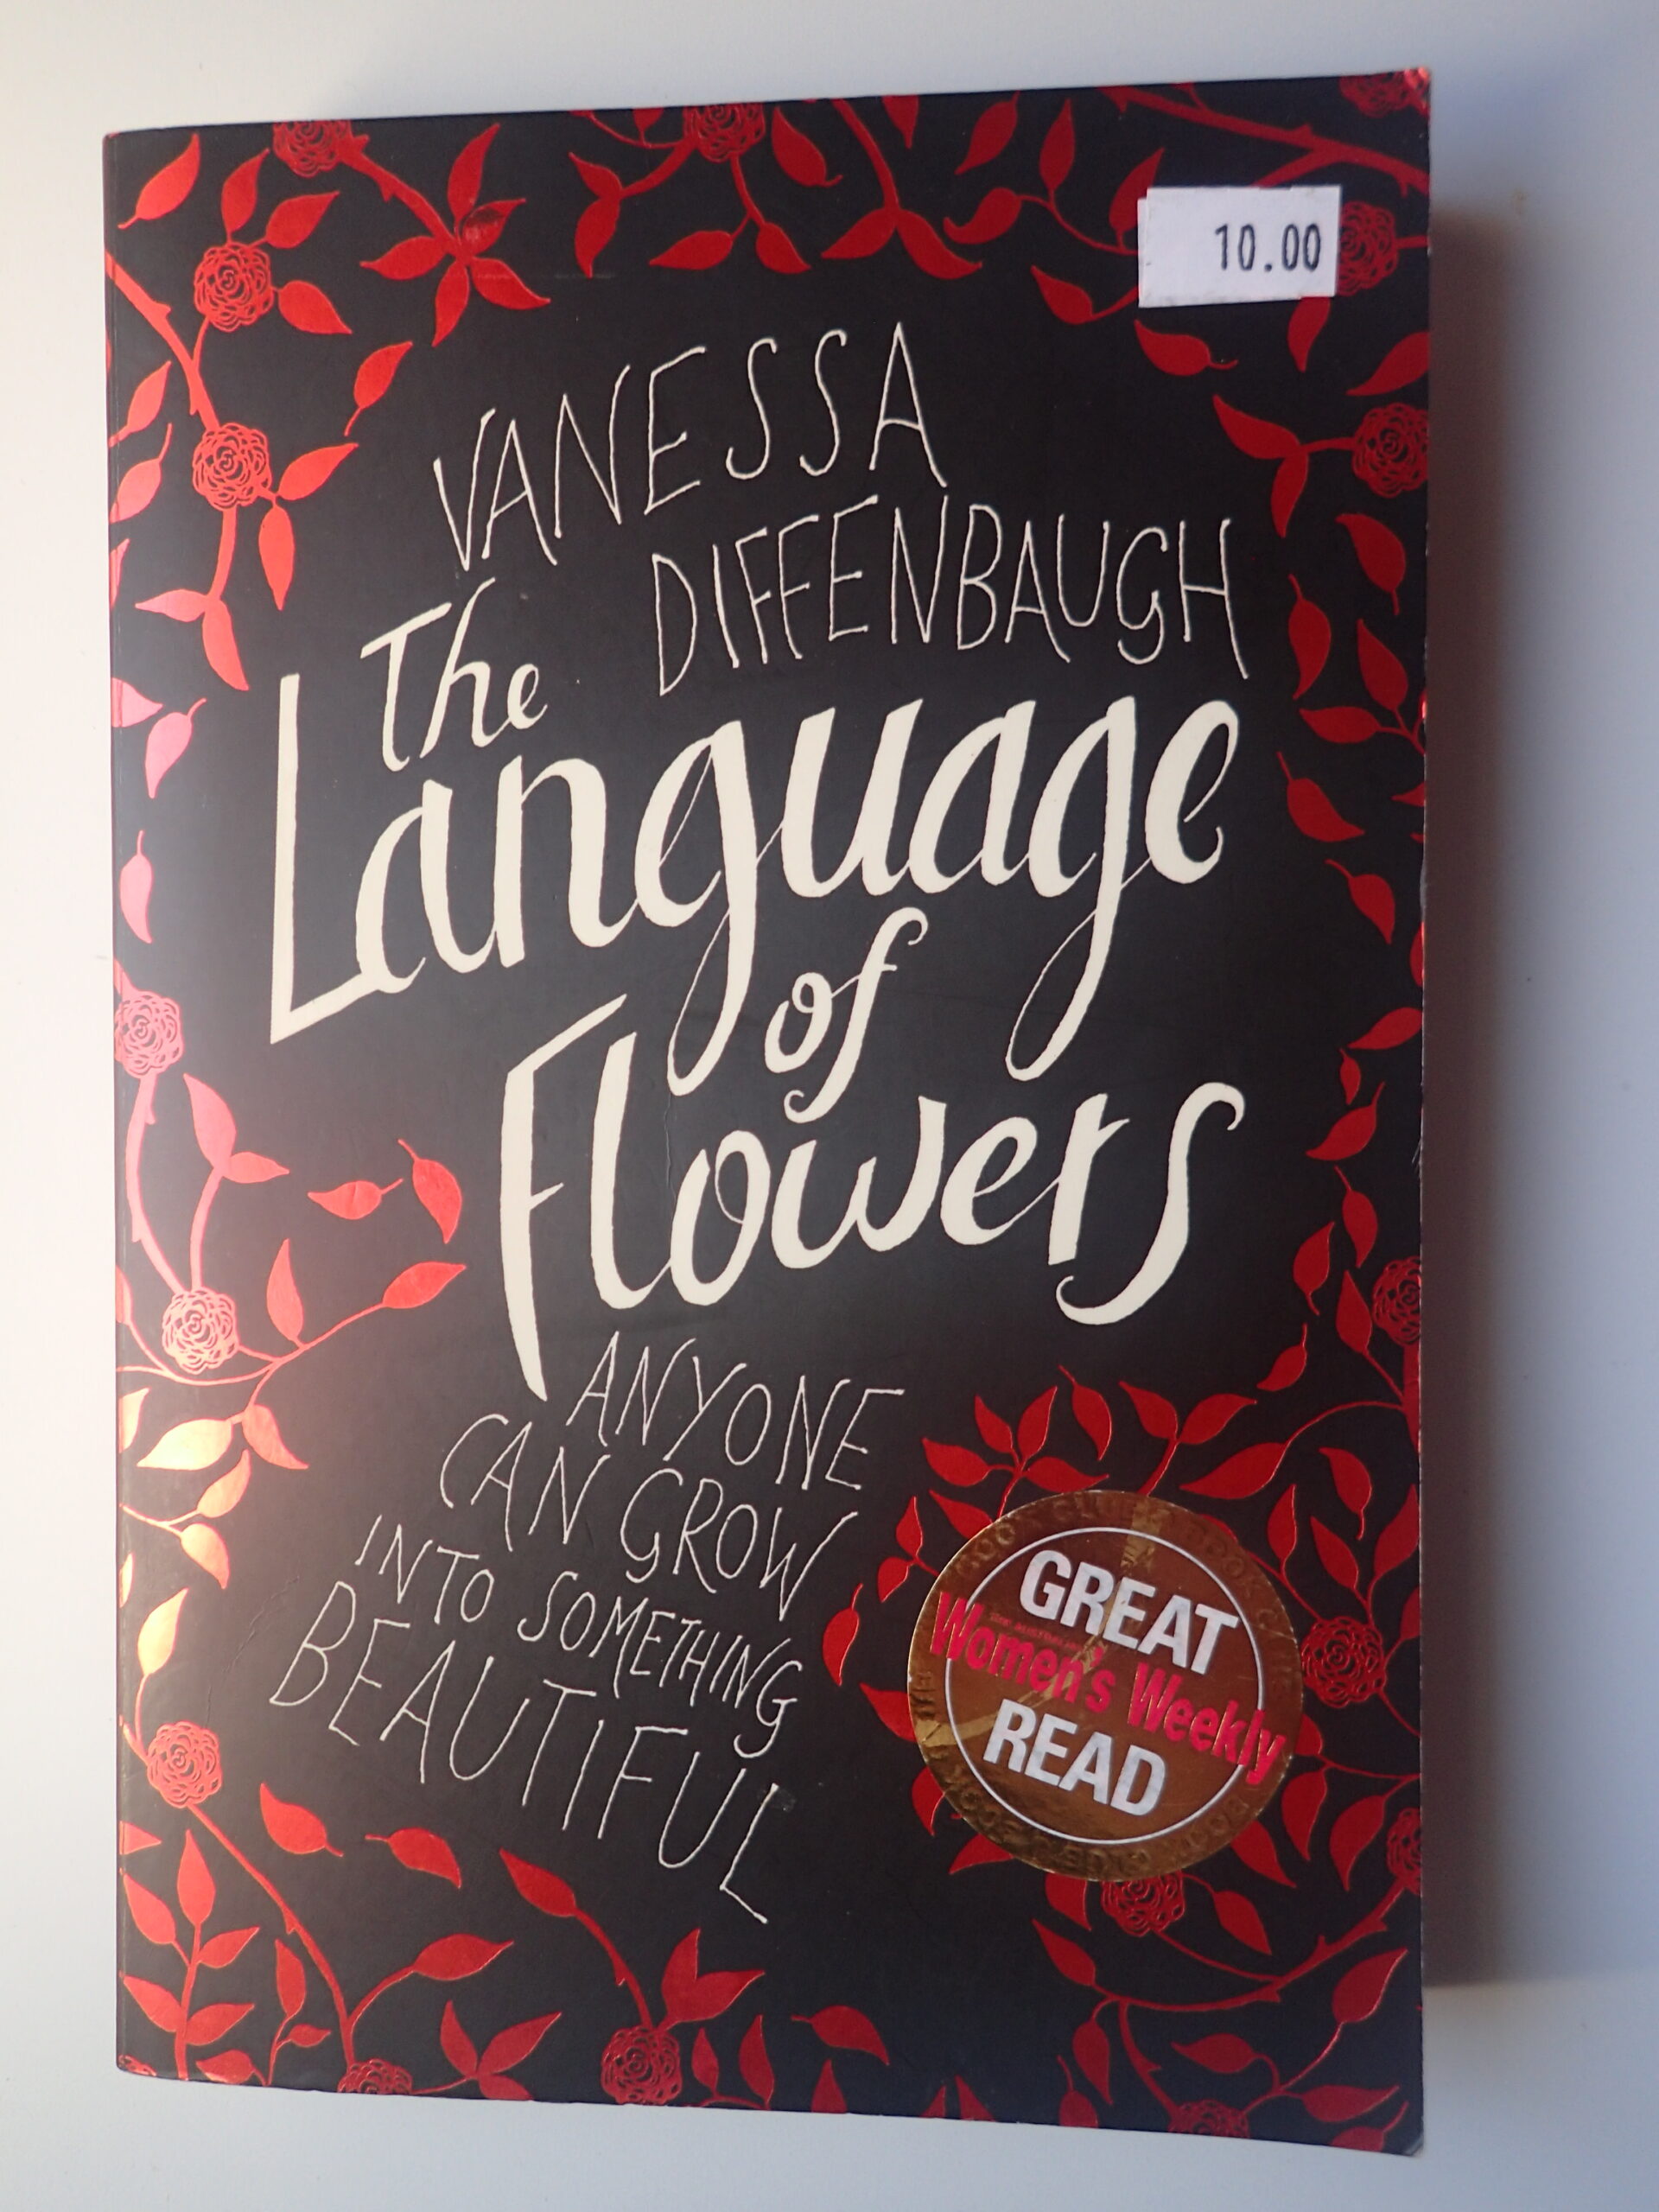 10.00
VANESSA
DIFFENBAUGH
The
Language
of
Flowers
ANYONE
CAN GROW
INTO SOMETHING
BEAUTIFUL
GREAT
Women's Weekly
READ